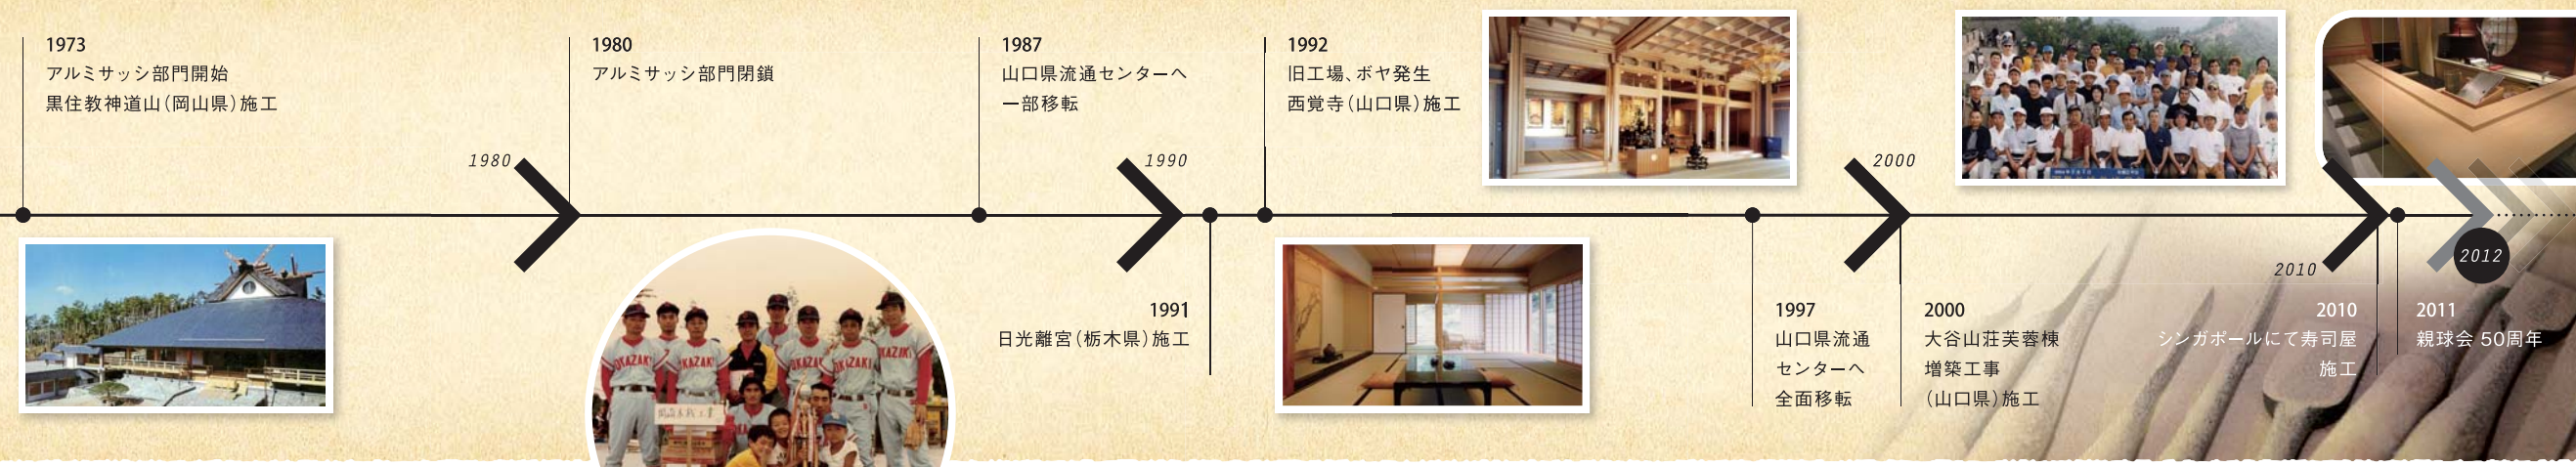 1973
アルミサッシ部門開始
黒住教神道山(岡山県)施工
1980
1980
アルミサッシ部門閉鎖
1987
山口県流通センターへ
一部移転
1990
1991
日光離宮(栃木県)施工
1992
旧工場、ボヤ発生
西覚寺(山口県)施工
1997
山口県流通
センターへ
全面移転
2000
2000
大谷山荘芙蓉棟
増築工事
(山口県)施工
2010
2010
シンガポールにて寿司屋
施工
2011
親球会 50周年
2012
OKAZAKI
OKAZAKI
OKAZAKI
OKAZAKI